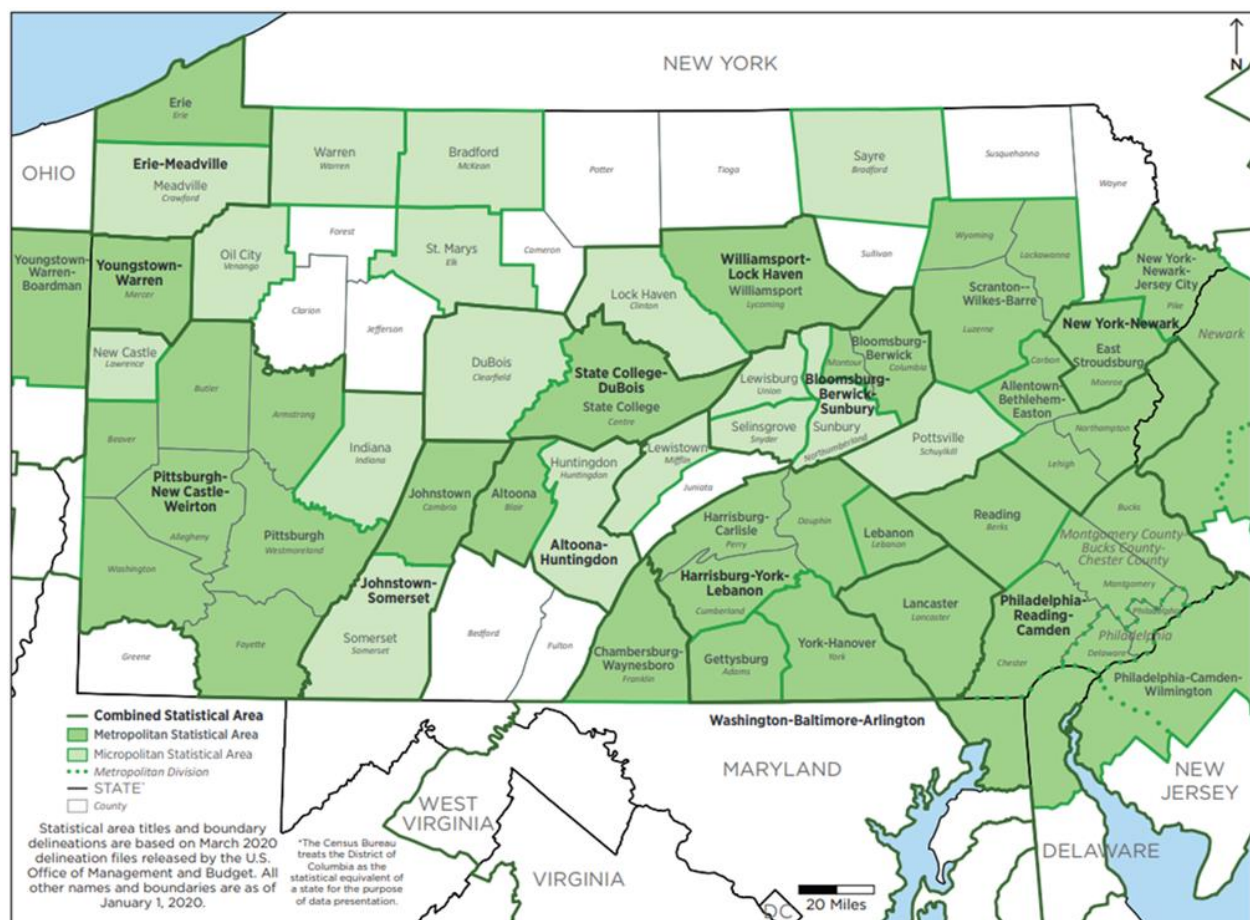 NEW YORK
N
Erie
Erie
Erie-Meadville
Meadville
Crawford
OHIO
Warren
Warren
Bradford
McKean
Potter
Tioga
Sayre
Bradford
Susquehanna
Wayne
Youngstown-
Warren-
Boardman
Youngstown-
Warren
Mercer
Oil City
Venango
Forest
St. Marys
Elk
Cameron
Clarion
Jefferson
Lock Haven
Clinton
Williamsport-
Lock Haven
Williamsport
Lycoming
Sullivan
Wyoming
Lackawanna
Scranton--
Wilkes-Barre
Luzerne
New York-
Newark-
Jersey City
Pike
Newark
New York-Newark
East
Stroudsburg
Monroe
New Castle
Lawrence
Butler
Armstrong
Beaver
DuBois
Clearfield
State College-
DuBois
State College
Centre
Lewisburg
Union
Montour
Bloomsburg-
Berwick
Columbia
Bloomsburg-
Berwick-
Sunbury
Sunbury
Northumberland
Selinsgrove
Snyder
Carbon
Allentown-
Bethlehem-
Easton
Northampton
Lehigh
Pottsville
Schuylkill
Indiana
Indiana
Pittsburgh-
New Castle-
Weirton
Allegheny
Pittsburgh
Westmoreland
Washington
Fayette
Greene
Johnstown
Cambria
Altoona
Blair
Huntingdon
Huntingdon
Altoona-
Huntingdon
Lewistown
Mifflin
Juniata
Johnstown-
Somerset
Somerset
Somerset
Bedford
Fulton
Harrisburg-
Carlisle
Perry
Dauphin
Harrisburg-York-
Lebanon
Cumberland
Lebanon
Lebanon
Reading
Berks
Lancaster
Lancaster
Chambersburg-
Waynesboro
Franklin
Gettysburg
Adams
York-Hanover
York
Bucks
Montgomery County-
Bucks County-
Chester County
Montgomery
Philadelphia
Philadelphia
Delaware
Chester
Philadelphia-
Reading-
Camden
Philadelphia-Camden-
Wilmington
Washington-Baltimore-Arlington
MARYLAND
WEST
VIRGINIA
VIRGINIA
DC
DELAWARE
NEW
JERSEY
Combined Statistical Area
Metropolitan Statistical Area
Micropolitan Statistical Area
Metropolitan Division
STATE*
County
Statistical area titles and boundary
delineations are based on March 2020
delineation files released by the U.S.
Office of Management and Budget. All
other names and boundaries are as of
January 1, 2020.
*The Census Bureau
treats the District of
Columbia as the
statistical equivalent of
a state for the purpose
of data presentation.
20 Miles